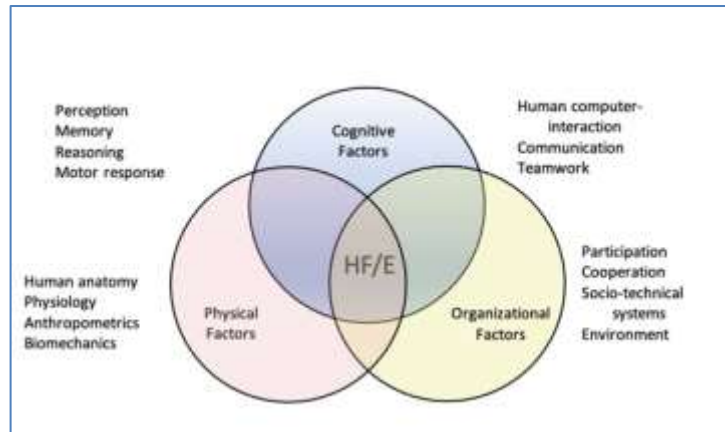 Perception
Memory
Reasoning
Motor response
Cognitive
Factors
Human computer-
interaction
Communication
Teamwork
HF/E
Human anatomy
Physiology
Anthropometrics
Biomechanics
Physical
Factors
Organizational
Factors
Participation
Cooperation
Socio-technical
systems
Environment